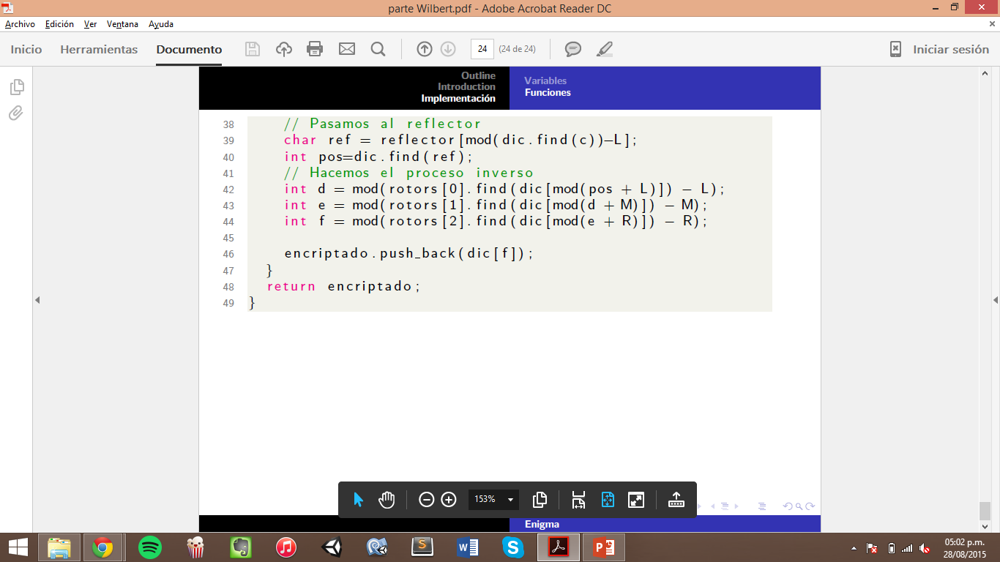 parte Wilbert.pdf - Adobe Acrobat Reader DC
Archivo Edición Ver Ventana Ayuda
Inicio Herramientas Documento 24 (24 de 24) Iniciar sesión
Outline
Introduction
Implementación
Variables
Funciones
38 // Pasamos al reflector
39 char ref = reflector[mod(dic.find(c))-L];
40 int pos=dic.find(ref);
41 // Hacemos el proceso inverso
42 int d = mod(rotors[0].find(dic[mod(pos + L)]) - L);
43 int e = mod(rotors[1].find(dic[mod(d + M)]) - M);
44 int f = mod(rotors[2].find(dic[mod(e + R)]) - R);
45
46 encriptado.push_back(dic[f]);
47 }
48 return encriptado;
49 }
153%
Enigma
05:02 p.m.
28/08/2015